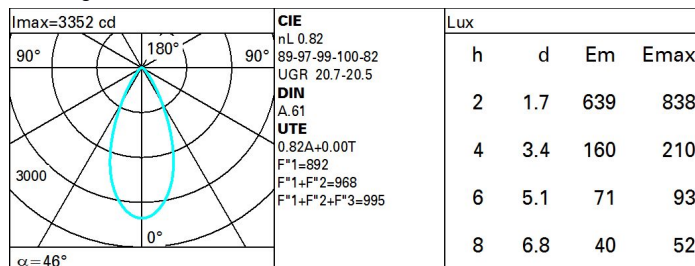 Imax=3352 cd
90°
180°
90°
3000
0°
α=46°
CIE
nL 0.82
89-97-99-100-82
UGR 20.7-20.5
DIN
A.61
UTE
0.82A+0.00T
F"1=892
F"1+F"2=968
F"1+F"2+F"3=995
Lux
h d Em Emax
2 1.7 639 838
4 3.4 160 210
6 5.1 71 93
8 6.8 40 52